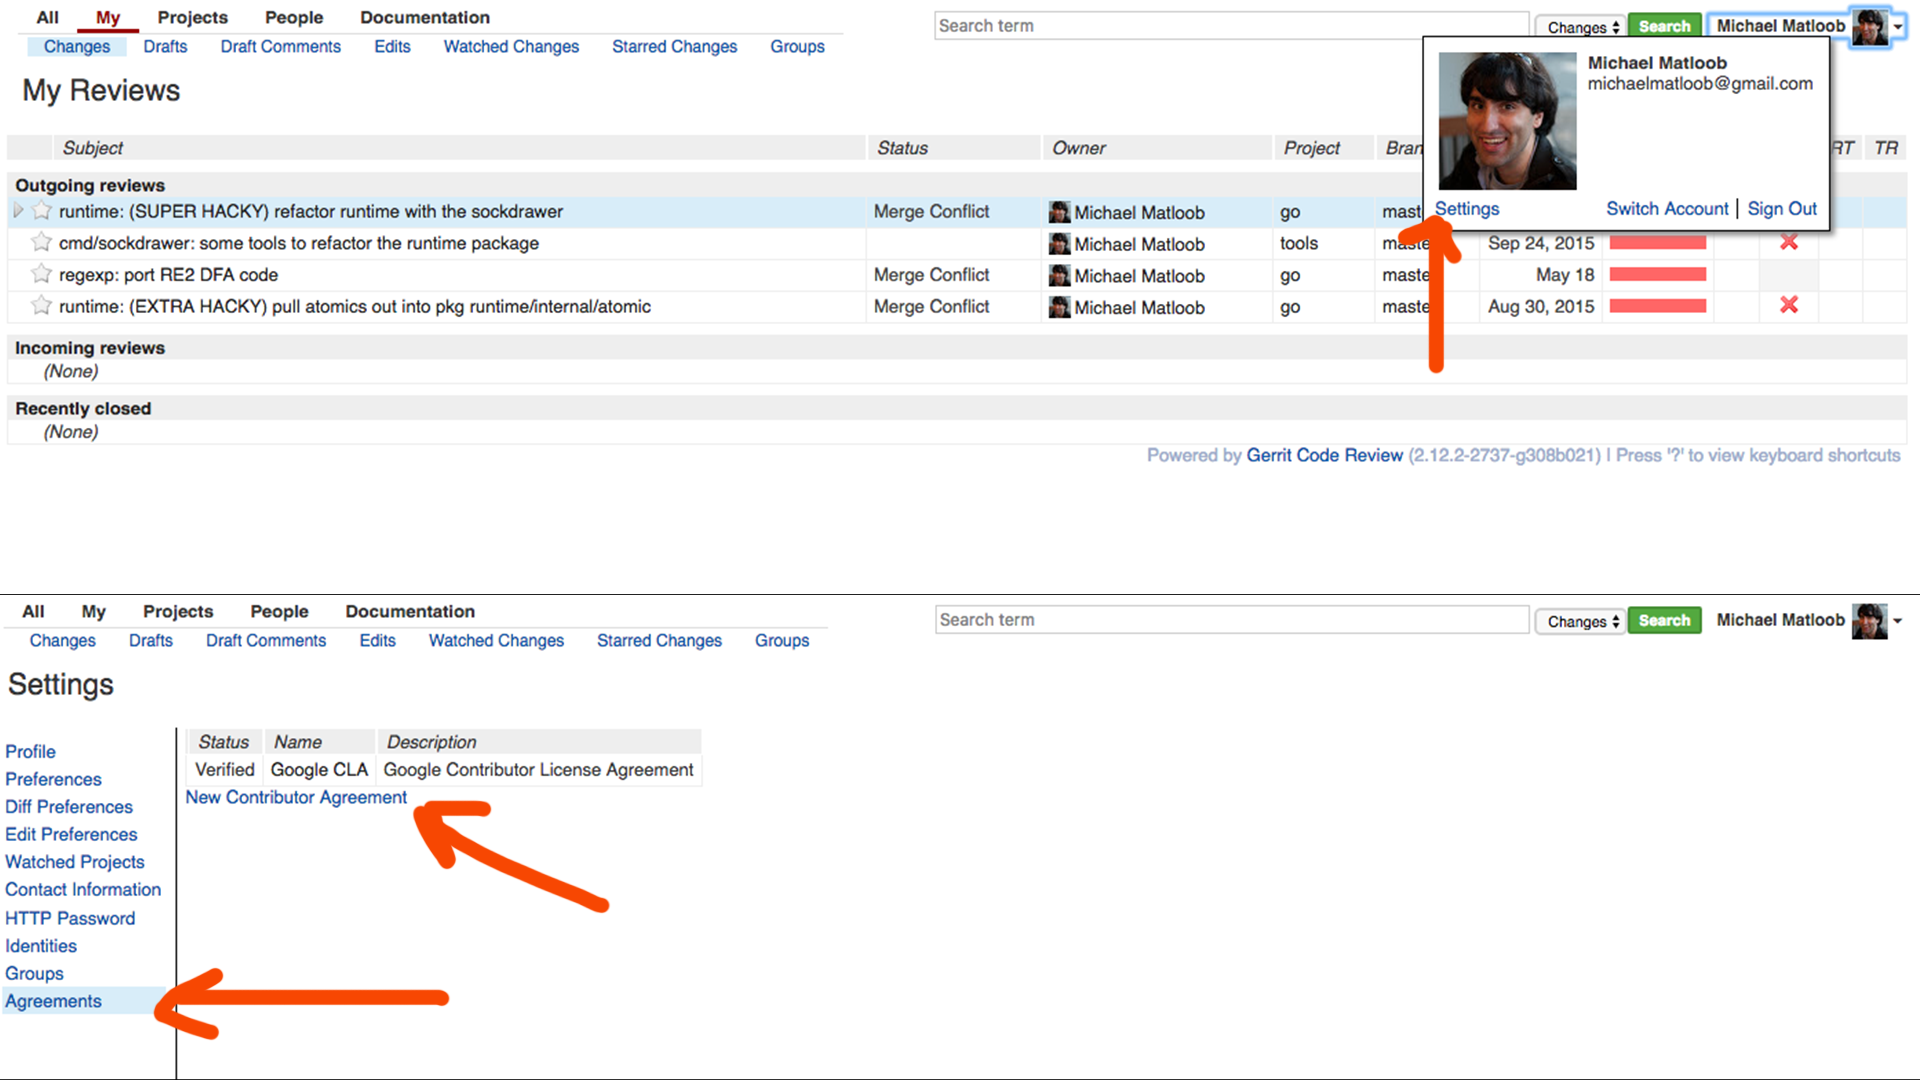 All My Projects People Documentation
Search term Changes Search Michael Matloob
Changes Drafts Draft Comments Edits Watched Changes Starred Changes Groups
Michael Matloob
michaelmatloob@gmail.com
Settings Switch Account | Sign Out
My Reviews
Subject Status Owner Project Bran RT TR
Outgoing reviews
runtime: (SUPER HACKY) refactor runtime with the sockdrawer Merge Conflict Michael Matloob go mast
cmd/sockdrawer: some tools to refactor the runtime package Michael Matloob tools maste Sep 24, 2015
regexp: port RE2 DFA code Merge Conflict Michael Matloob go maste May 18
runtime: (EXTRA HACKY) pull atomics out into pkg runtime/internal/atomic Merge Conflict Michael Matloob go maste Aug 30, 2015
Incoming reviews
(None)
Recently closed
(None)
Powered by Gerrit Code Review (2.12.2-2737-g308b021) | Press '?' to view keyboard shortcuts
All My Projects People Documentation
Search term Changes Search Michael Matloob
Changes Drafts Draft Comments Edits Watched Changes Starred Changes Groups
Settings
Profile
Preferences
Diff Preferences
Edit Preferences
Watched Projects
Contact Information
HTTP Password
Identities
Groups
Agreements
Status Name Description
Verified Google CLA Google Contributor License Agreement
New Contributor Agreement